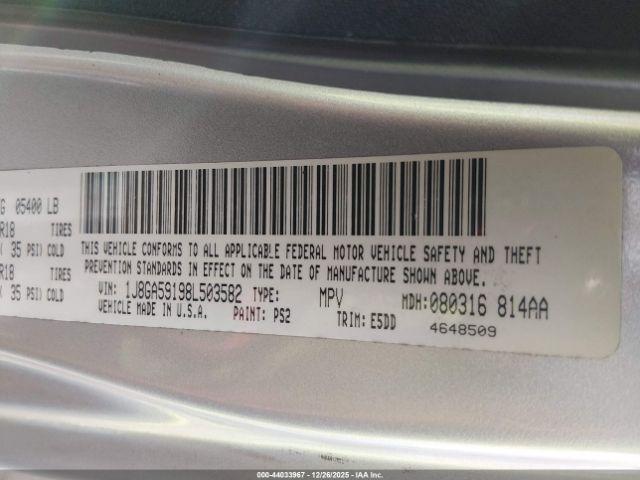 G 05400 LB
R18 TIRES
35 PSI) COLD
R18 TIRES
35 PSI) COLD
THIS VEHICLE CONFORMS TO ALL APPLICABLE FEDERAL MOTOR VEHICLE SAFETY AND THEFT
PREVENTION STANDARDS IN EFFECT ON THE DATE OF MANUFACTURE SHOWN ABOVE.
VIN: 1J8GA59198L503582 TYPE: MPV MDH:080316 814AA
VEHICLE MADE IN U.S.A. PAINT: PS2 TRIM: E5DD 4648509
000-44033967 - 12/26/2025 - IAA Inc.